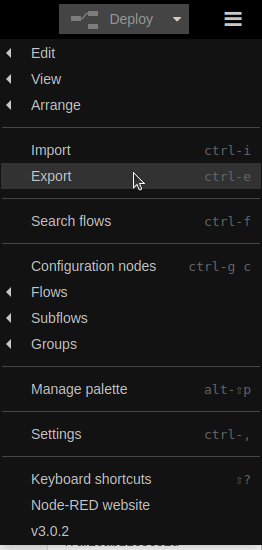 Deploy
Edit
View
Arrange
Import ctrl-i
Export ctrl-e
Search flows ctrl-f
Configuration nodes ctrl-g c
Flows
Subflows
Groups
Manage palette alt-⇧p
Settings ctrl-,
Keyboard shortcuts ⇧?
Node-RED website
v3.0.2